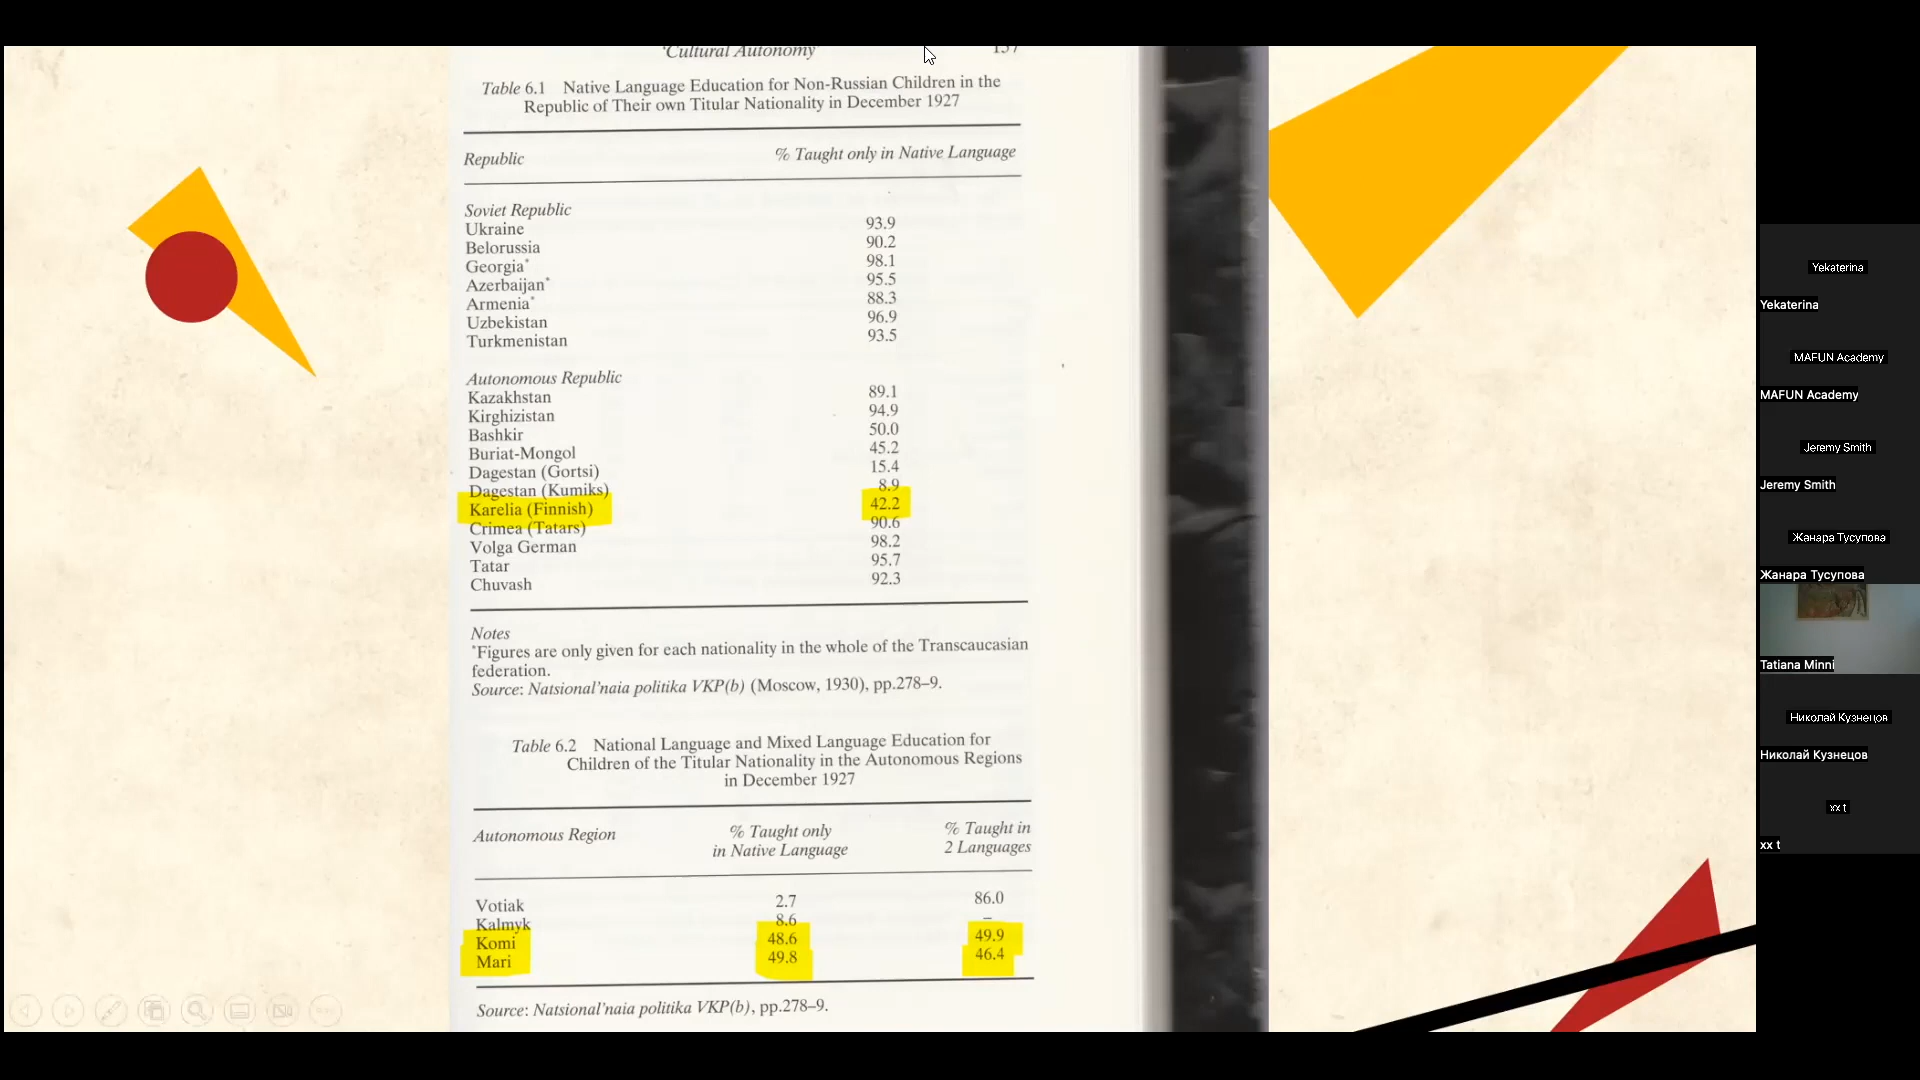 'Cultural Autonomy' 157
Table 6.1 Native Language Education for Non-Russian Children in the
Republic of Their own Titular Nationality in December 1927
Republic % Taught only in Native Language
Soviet Republic
Ukraine 93.9
Belorussia 90.2
Georgia* 98.1
Azerbaijan* 95.5
Armenia* 88.3
Uzbekistan 96.9
Turkmenistan 93.5
Autonomous Republic
Kazakhstan 89.1
Kirghizistan 94.9
Bashkir 50.0
Buriat-Mongol 45.2
Dagestan (Gortsi) 15.4
Dagestan (Kumiks) 8.9
Karelia (Finnish) 42.2
Crimea (Tatars) 90.6
Volga German 98.2
Tatar 95.7
Chuvash 92.3
Notes
*Figures are only given for each nationality in the whole of the Transcaucasian
federation.
Source: Natsional'naia politika VKP(b) (Moscow, 1930), pp.278–9.
Table 6.2 National Language and Mixed Language Education for
Children of the Titular Nationality in the Autonomous Regions
in December 1927
Autonomous Region % Taught only in Native Language % Taught in 2 Languages
Votiak 2.7 86.0
Kalmyk 8.6 –
Komi 48.6 49.9
Mari 49.8 46.4
Source: Natsional'naia politika VKP(b), pp.278–9.
Yekaterina
Yekaterina
MAFUN Academy
MAFUN Academy
Jeremy Smith
Jeremy Smith
Жанара Тусупова
Жанара Тусупова
Tatiana Minni
Николай Кузнецов
Николай Кузнецов
xx t
xx t